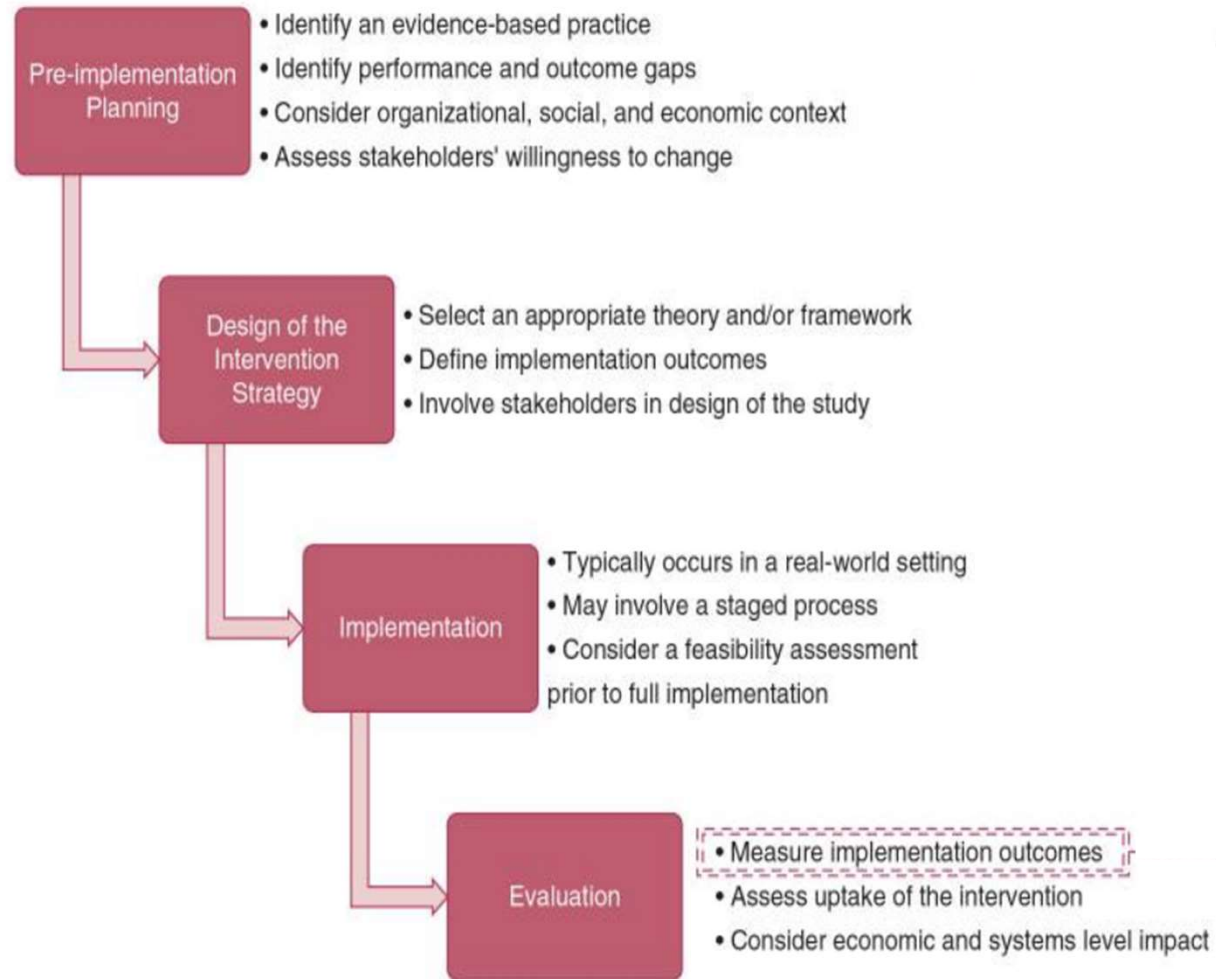 Pre-implementation
Planning
• Identify an evidence-based practice
• Identify performance and outcome gaps
• Consider organizational, social, and economic context
• Assess stakeholders' willingness to change
Design of the
Intervention
Strategy
• Select an appropriate theory and/or framework
• Define implementation outcomes
• Involve stakeholders in design of the study
Implementation
• Typically occurs in a real-world setting
• May involve a staged process
• Consider a feasibility assessment
prior to full implementation
Evaluation
• Measure implementation outcomes
• Assess uptake of the intervention
• Consider economic and systems level impact